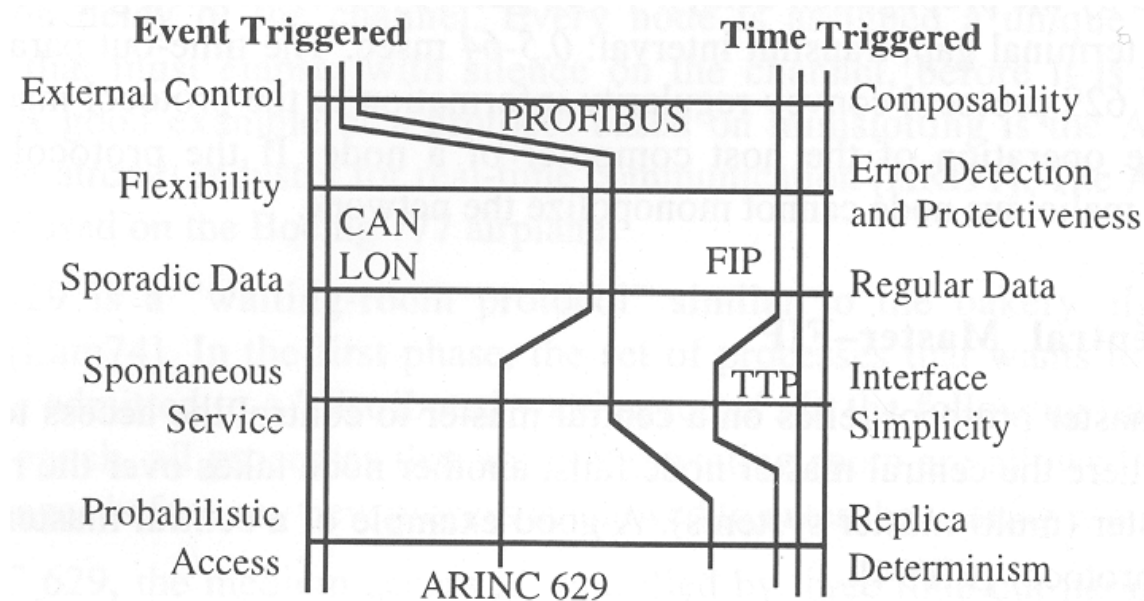 Event Triggered Time Triggered
External Control Composability
PROFIBUS
Flexibility Error Detection
and Protectiveness
CAN
LON FIP
Sporadic Data Regular Data
Spontaneous Interface
TTP
Service Simplicity
Probabilistic Replica
Access Determinism
ARINC 629